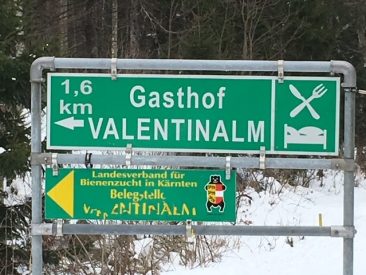 1,6
km
Gasthof
VALENTINALM
Landesverband für
Bienenzucht in Kärnten
Belegstelle